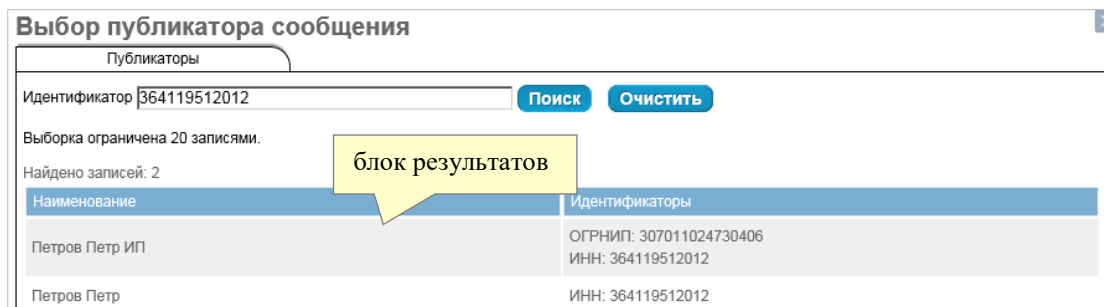 Выбор публикатора сообщения
Публикаторы
Идентификатор 364119512012 Поиск Очистить
Выборка ограничена 20 записями.
блок результатов
Найдено записей: 2
Наименование Идентификаторы
Петров Петр ИП
ОГРНИП: 307011024730406
ИНН: 364119512012
Петров Петр ИНН: 364119512012